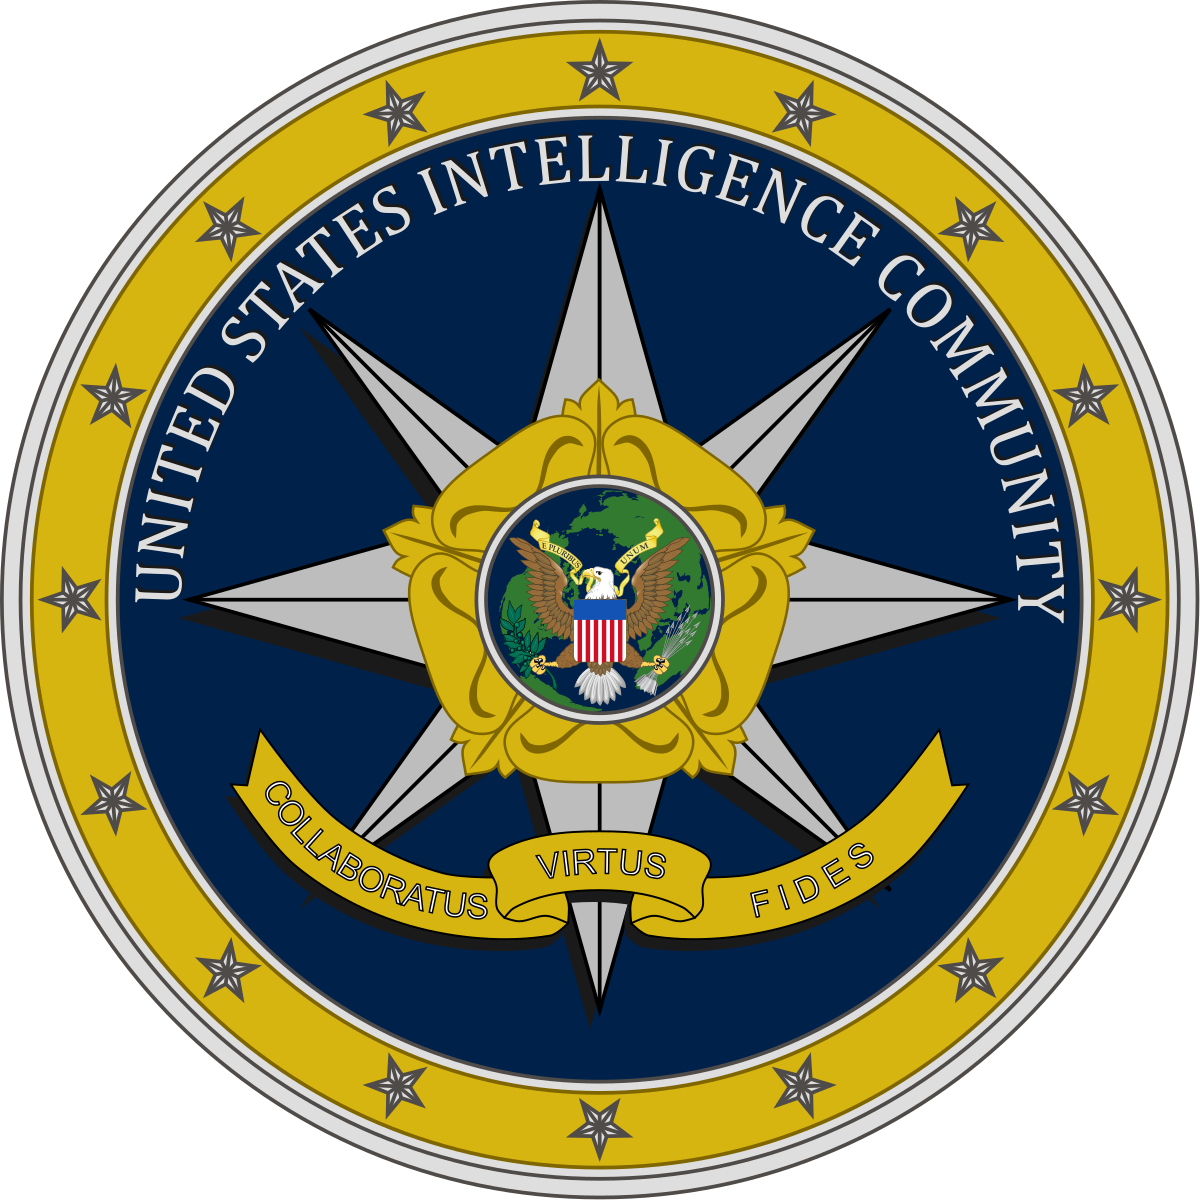 UNITED STATES INTELLIGENCE COMMUNITY
E PLURIBUS UNUM
COLLABORATUS VIRTUS FIDES